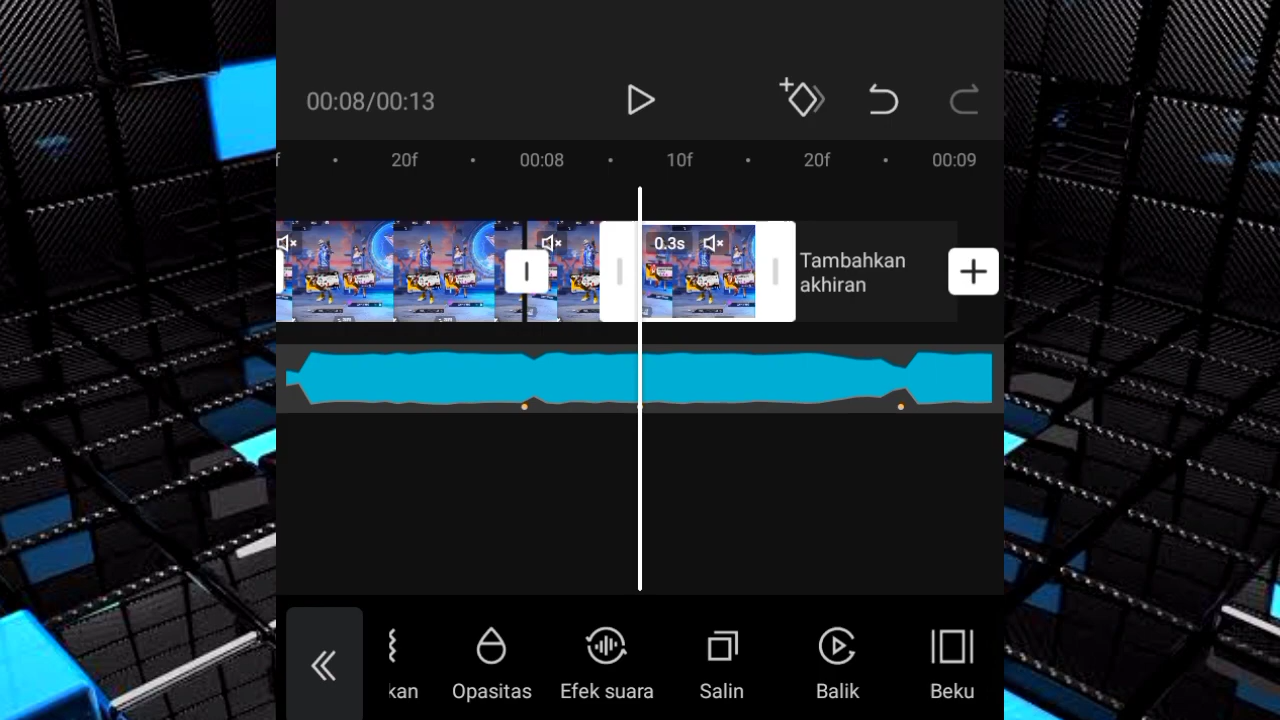 00:08/00:13
f 20f 00:08 10f 20f 00:09
0.3s
Tambahkan
akhiran
kan Opasitas Efek suara Salin Balik Beku